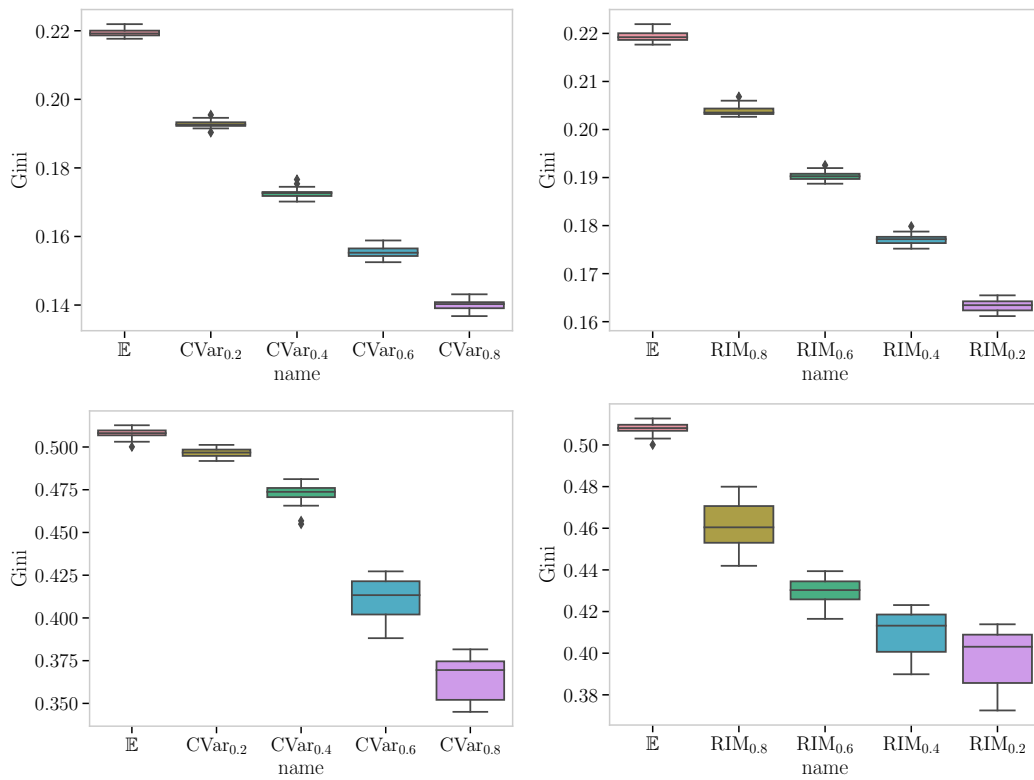 0.22
0.20
0.18
0.16
0.14
Gini
𝔼 CVar₀.₂ CVar₀.₄ CVar₀.₆ CVar₀.₈
name
0.22
0.21
0.20
0.19
0.18
0.17
0.16
Gini
𝔼 RIM₀.₈ RIM₀.₆ RIM₀.₄ RIM₀.₂
name
0.500
0.475
0.450
0.425
0.400
0.375
0.350
Gini
𝔼 CVar₀.₂ CVar₀.₄ CVar₀.₆ CVar₀.₈
name
0.50
0.48
0.46
0.44
0.42
0.40
0.38
Gini
𝔼 RIM₀.₈ RIM₀.₆ RIM₀.₄ RIM₀.₂
name